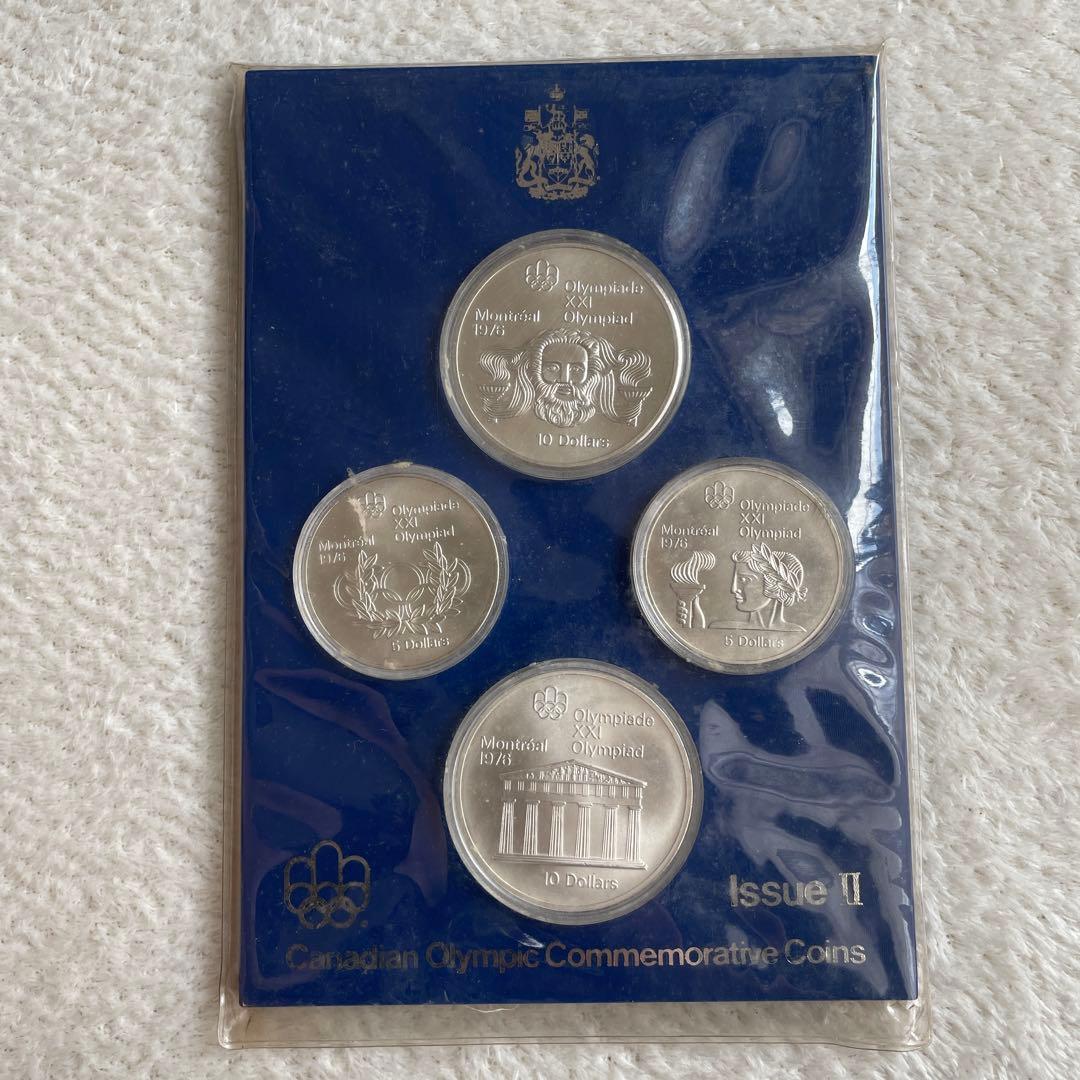 Olympiade
XXI
Montréal Olympiad
1976
10 Dollars
Olympiade
XXI
Montréal Olympiad
1976
5 Dollars
Olympiade
XXI
Montréal Olympiad
1976
5 Dollars
Olympiade
XXI
Montréal Olympiad
1976
10 Dollars
Issue II
Canadian Olympic Commemorative Coins